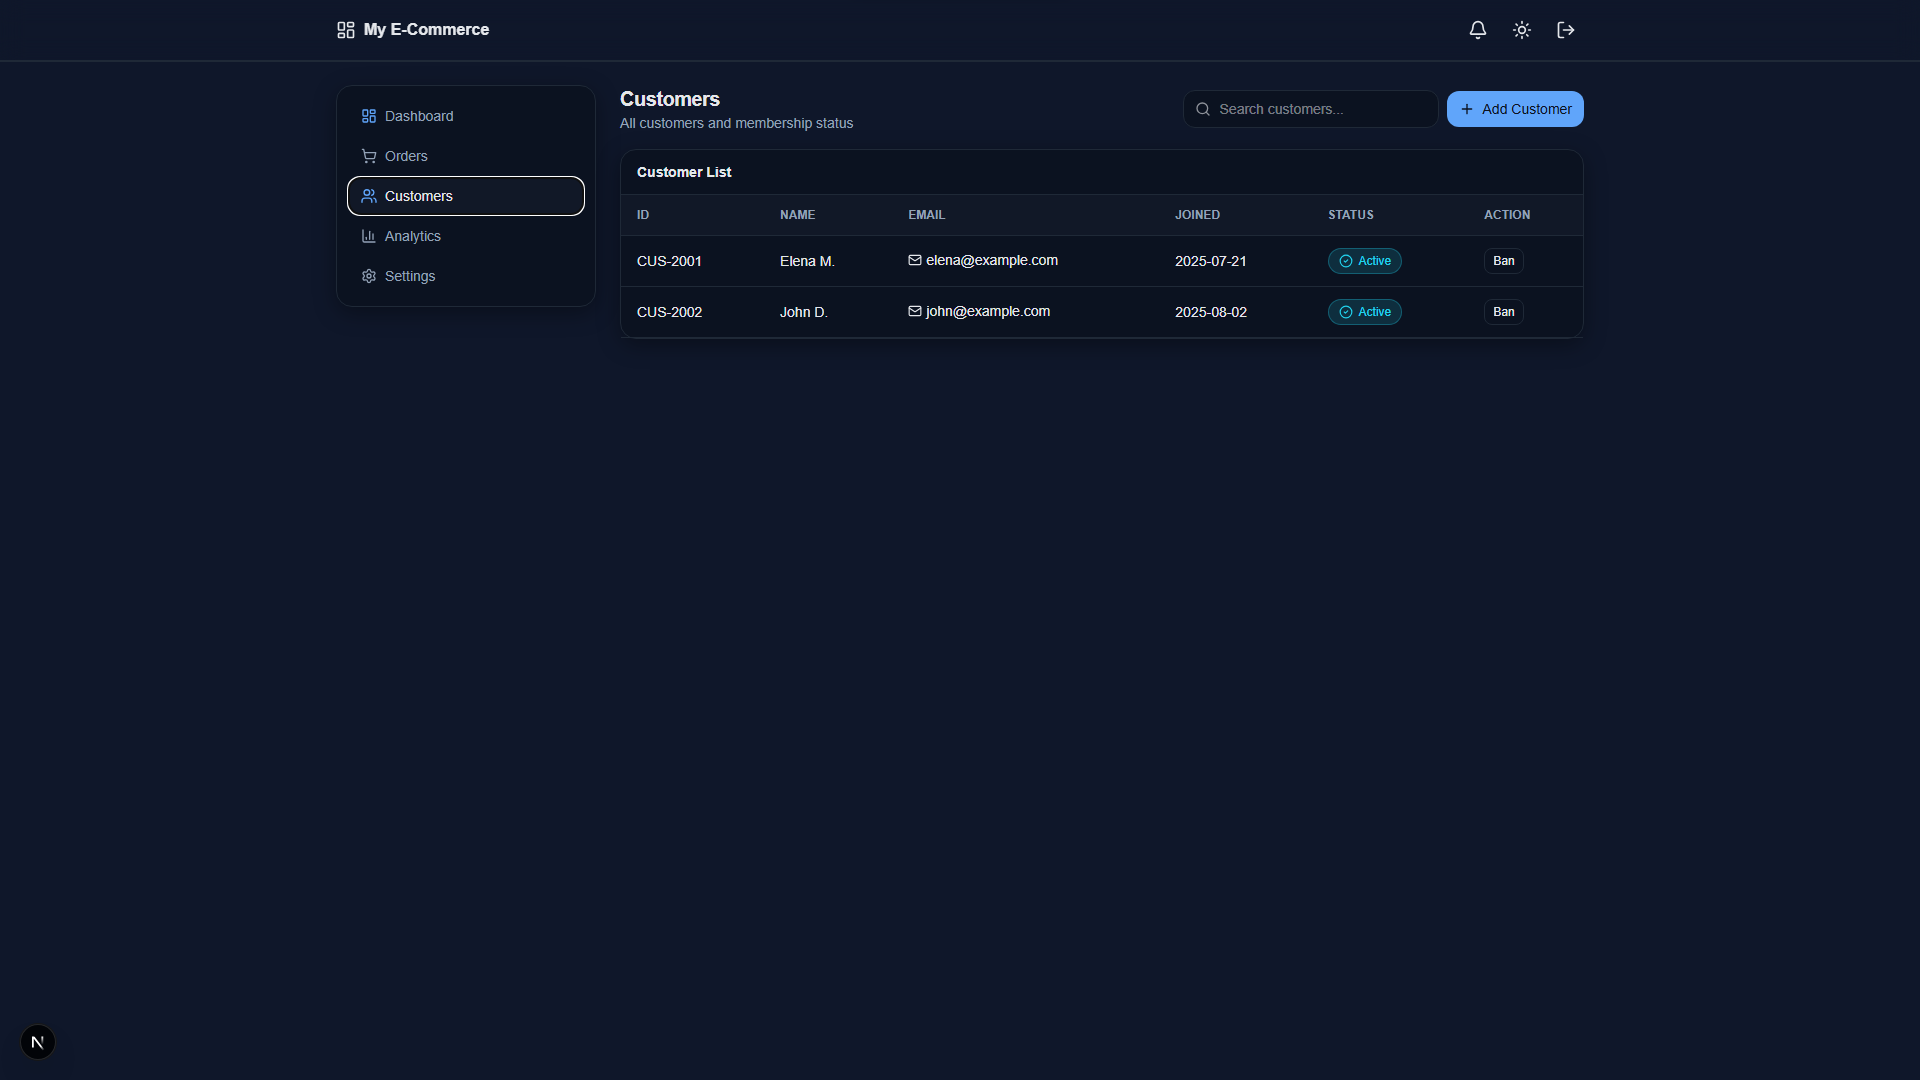 My E-Commerce
Dashboard
Orders
Customers
Analytics
Settings
Customers
All customers and membership status
Search customers...
Add Customer
Customer List
ID NAME EMAIL JOINED STATUS ACTION
CUS-2001 Elena M. elena@example.com 2025-07-21 Active Ban
CUS-2002 John D. john@example.com 2025-08-02 Active Ban
N